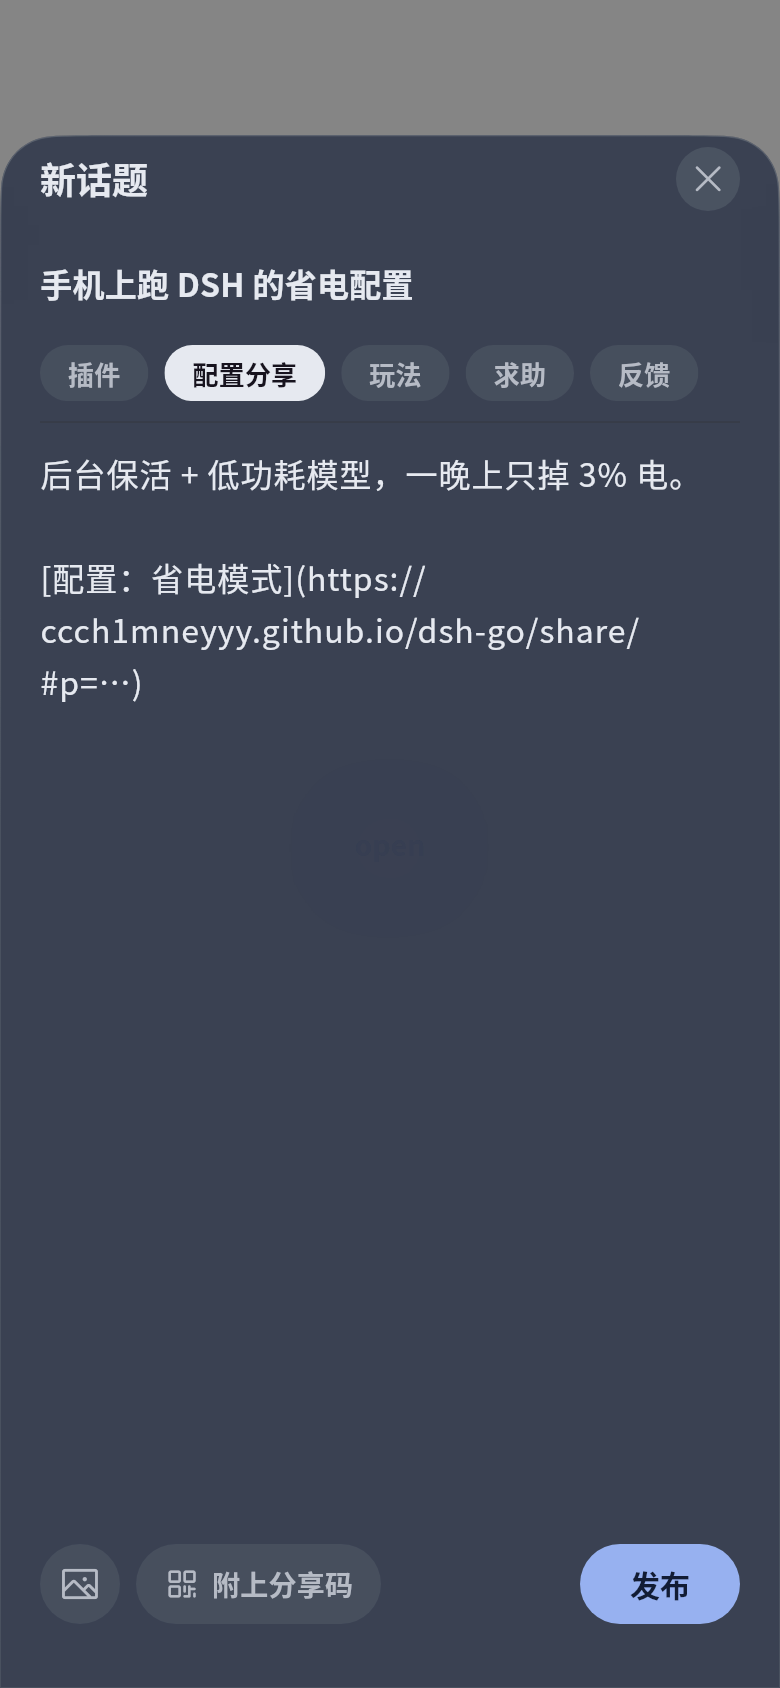 新话题
手机上跑 DSH 的省电配置
插件 配置分享 玩法 求助 反馈
后台保活 + 低功耗模型，一晚上只掉 3% 电。
[配置：省电模式](https://
ccch1mneyyy.github.io/dsh-go/share/
#p=…)
open
附上分享码 发布